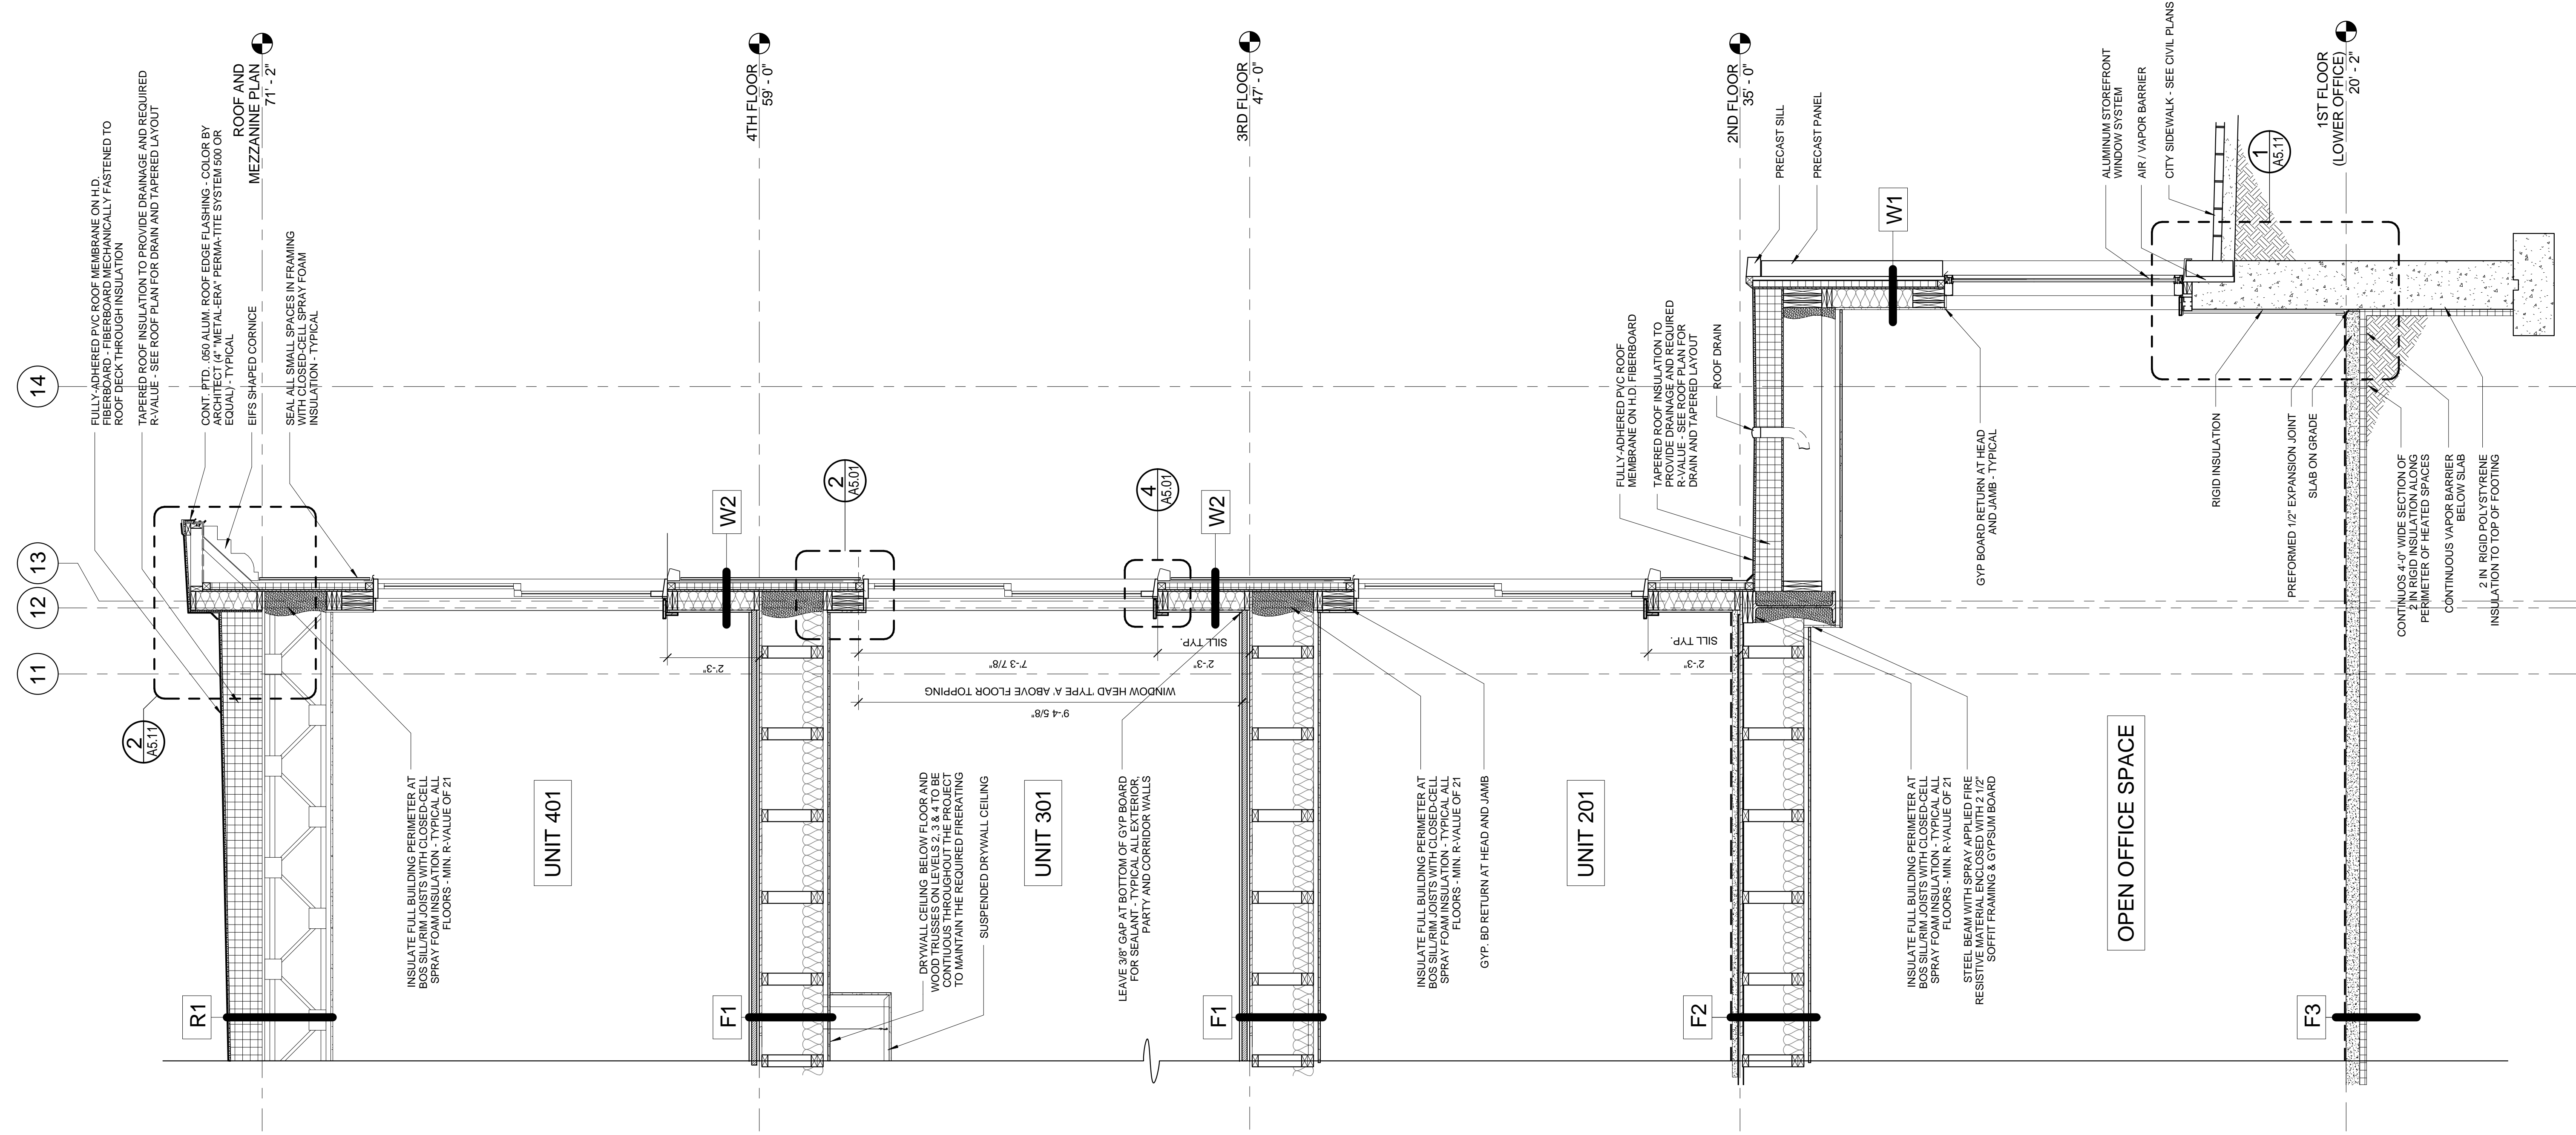 14
13
12
11
FULLY-ADHERED PVC ROOF MEMBRANE ON H.D.
FIBERBOARD - FIBERBOARD MECHANICALLY FASTENED TO
ROOF DECK THROUGH INSULATION
TAPERED ROOF INSULATION TO PROVIDE DRAINAGE AND REQUIRED
R-VALUE - SEE ROOF PLAN FOR DRAIN AND TAPERED LAYOUT
CONT. PTD. .050 ALUM. ROOF EDGE FLASHING - COLOR BY
ARCHITECT (4" "METAL-ERA" PERMA-TITE SYSTEM 500 OR
EQUAL) - TYPICAL
EIFS SHAPED CORNICE
SEAL ALL SMALL SPACES IN FRAMING
WITH CLOSED-CELL SPRAY FOAM
INSULATION - TYPICAL
ROOF AND
MEZZANINE PLAN
71' - 2"
2
A5.11
R1
INSULATE FULL BUILDING PERIMETER AT
BOS SILL/RIM JOISTS WITH CLOSED-CELL
SPRAY FOAM INSULATION - TYPICAL ALL
FLOORS - MIN. R-VALUE OF 21
UNIT 401
4TH FLOOR
59' - 0"
W2
2'-3"
F1
2
A5.01
DRYWALL CEILING BELOW FLOOR AND
WOOD TRUSSES ON LEVELS 2, 3 & 4 TO BE
CONTIUOUS THROUGHOUT THE PROJECT
TO MAINTAIN THE REQUIRED FIRERATING
SUSPENDED DRYWALL CEILING
UNIT 301
7'-3 7/8"
9'-4 5/8"
WINDOW HEAD 'TYPE A' ABOVE FLOOR TOPPING
LEAVE 3/8" GAP AT BOTTOM OF GYP BOARD
FOR SEALANT - TYPICAL ALL EXTERIOR,
PARTY AND CORRIDOR WALLS
4
A5.01
2'-3"
SILL TYP.
3RD FLOOR
47' - 0"
W2
F1
INSULATE FULL BUILDING PERIMETER AT
BOS SILL/RIM JOISTS WITH CLOSED-CELL
SPRAY FOAM INSULATION - TYPICAL ALL
FLOORS - MIN. R-VALUE OF 21
GYP. BD RETURN AT HEAD AND JAMB
UNIT 201
2'-3"
SILL TYP.
FULLY-ADHERED PVC ROOF
MEMBRANE ON H.D. FIBERBOARD
TAPERED ROOF INSULATION TO
PROVIDE DRAINAGE AND REQUIRED
R-VALUE - SEE ROOF PLAN FOR
DRAIN AND TAPERED LAYOUT
ROOF DRAIN
2ND FLOOR
35' - 0"
PRECAST SILL
PRECAST PANEL
W1
F2
INSULATE FULL BUILDING PERIMETER AT
BOS SILL/RIM JOISTS WITH CLOSED-CELL
SPRAY FOAM INSULATION - TYPICAL ALL
FLOORS - MIN. R-VALUE OF 21
STEEL BEAM WITH SPRAY APPLIED FIRE
RESISTIVE MATERIAL ENCLOSED WITH 2 1/2"
SOFFIT FRAMING & GYPSUM BOARD
GYP BOARD RETURN AT HEAD
AND JAMB - TYPICAL
OPEN OFFICE SPACE
ALUMINUM STOREFRONT
WINDOW SYSTEM
AIR / VAPOR BARRIER
CITY SIDEWALK - SEE CIVIL PLANS
1
A5.11
1ST FLOOR
(LOWER OFFICE)
20' - 2"
RIGID INSULATION
PREFORMED 1/2" EXPANSION JOINT
SLAB ON GRADE
CONTINUOS 4'-0" WIDE SECTION OF
2 IN RIGID INSULATION ALONG
PERIMETER OF HEATED SPACES
CONTINUOUS VAPOR BARRIER
BELOW SLAB
2 IN RIGID POLYSTYRENE
INSULATION TO TOP OF FOOTING
F3